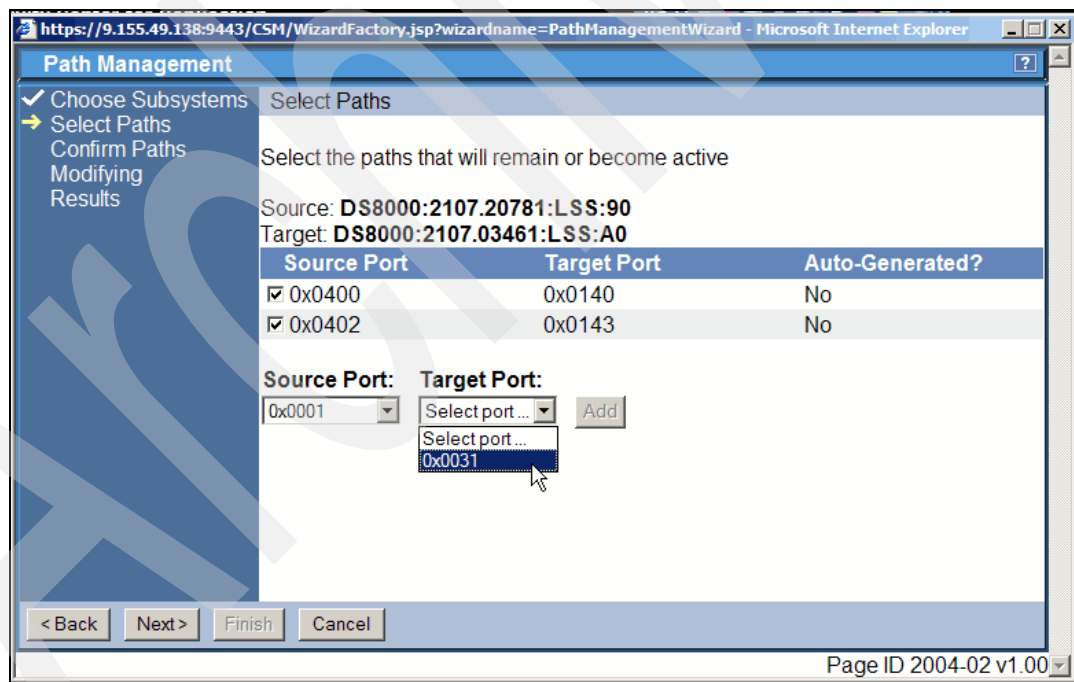 https://9.155.49.138:9443/CSM/WizardFactory.jsp?wizardname=PathManagementWizard - Microsoft Internet Explorer
Path Management ?
Choose Subsystems
Select Paths
Confirm Paths
Modifying
Results
Select Paths
Select the paths that will remain or become active
Source: DS8000:2107.20781:LSS:90
Target: DS8000:2107.03461:LSS:A0
Source Port Target Port Auto-Generated?
0x0400 0x0140 No
0x0402 0x0143 No
Source Port: Target Port:
0x0001 Select port ... Add
Select port ...
0x0031
< Back Next > Finish Cancel
Page ID 2004-02 v1.00